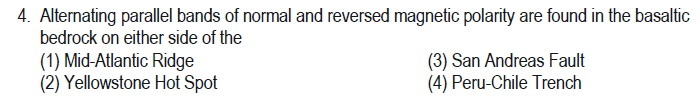 4. Alternating parallel bands of normal and reversed magnetic polarity are found in the basaltic
bedrock on either side of the
(1) Mid-Atlantic Ridge (3) San Andreas Fault
(2) Yellowstone Hot Spot (4) Peru-Chile Trench